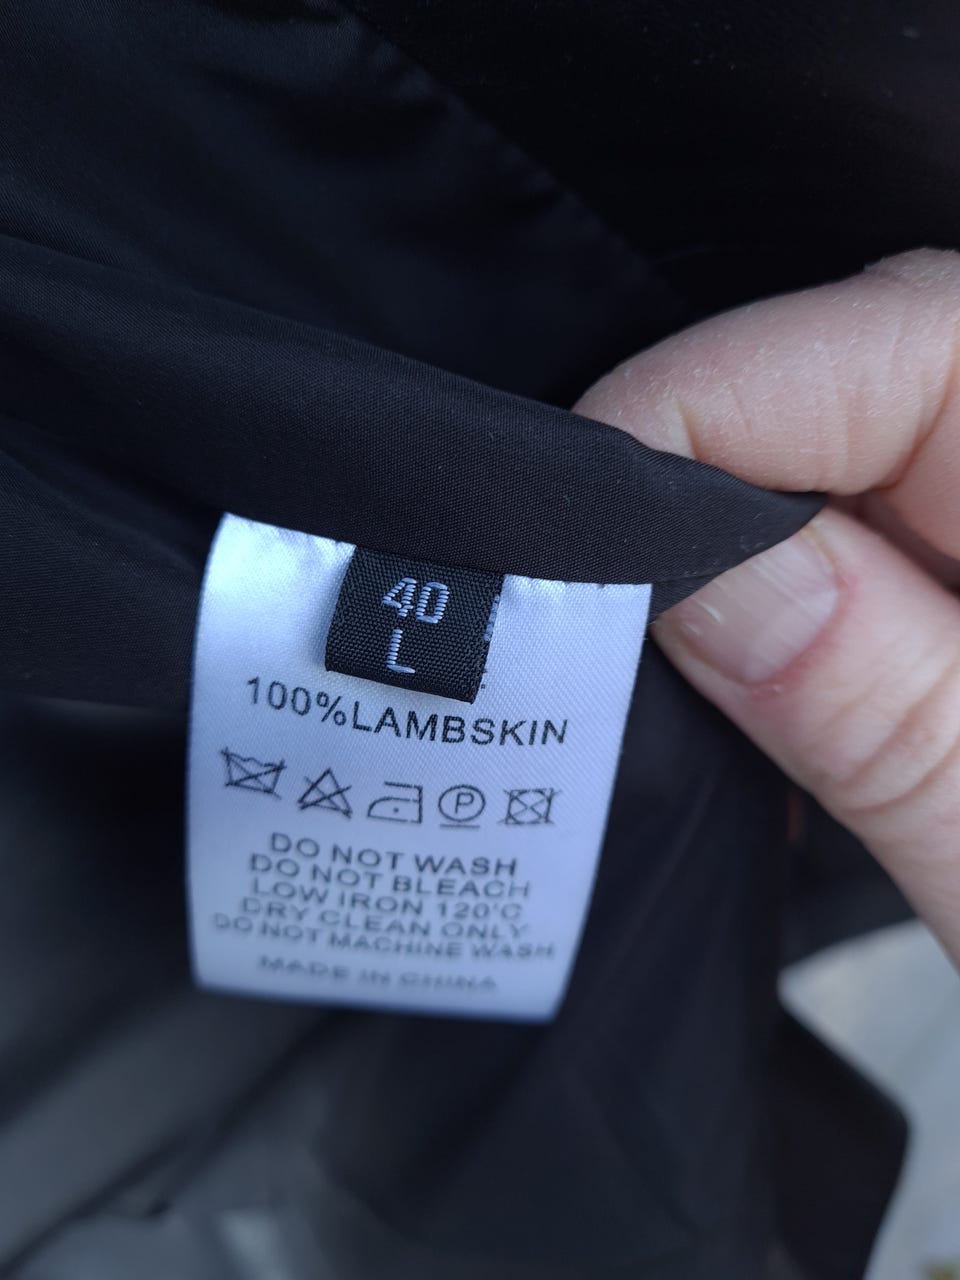 40
L
100%LAMBSKIN
P
DO NOT WASH
DO NOT BLEACH
LOW IRON 120'C
DRY CLEAN ONLY
DO NOT MACHINE WASH
MADE IN CHINA